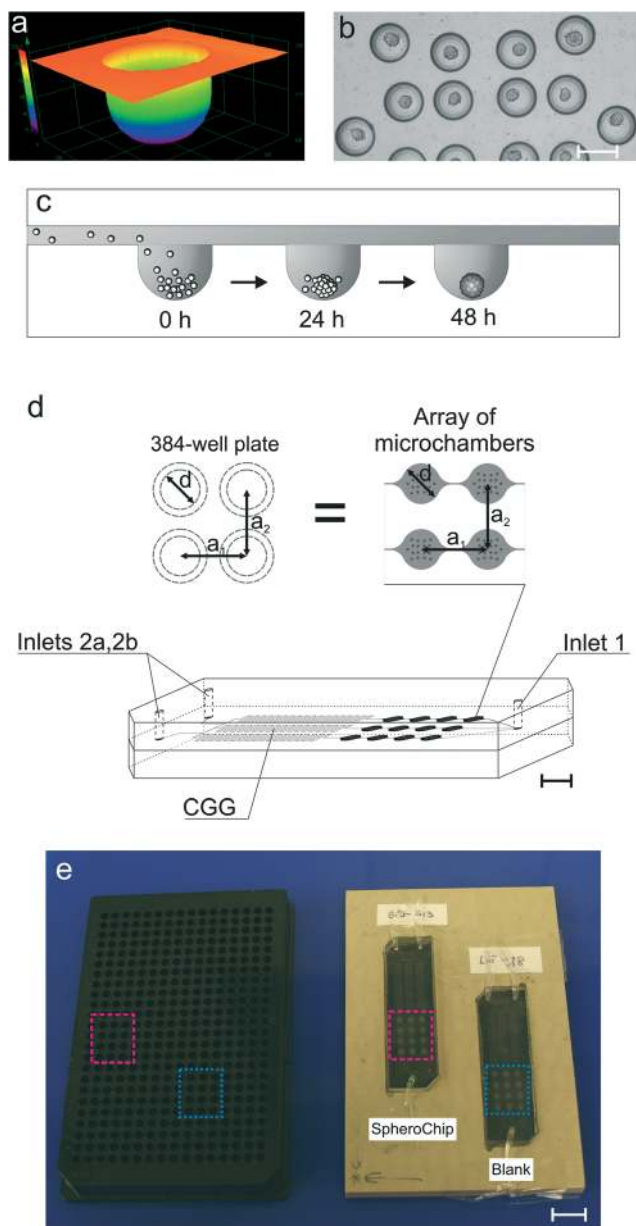 a
b
c
0 h
24 h
48 h
d
384-well plate
Array of
microchambers
d
a1
a2
=
d
a1
a2
Inlets 2a,2b
Inlet 1
CGG
e
SpheroChip
Blank